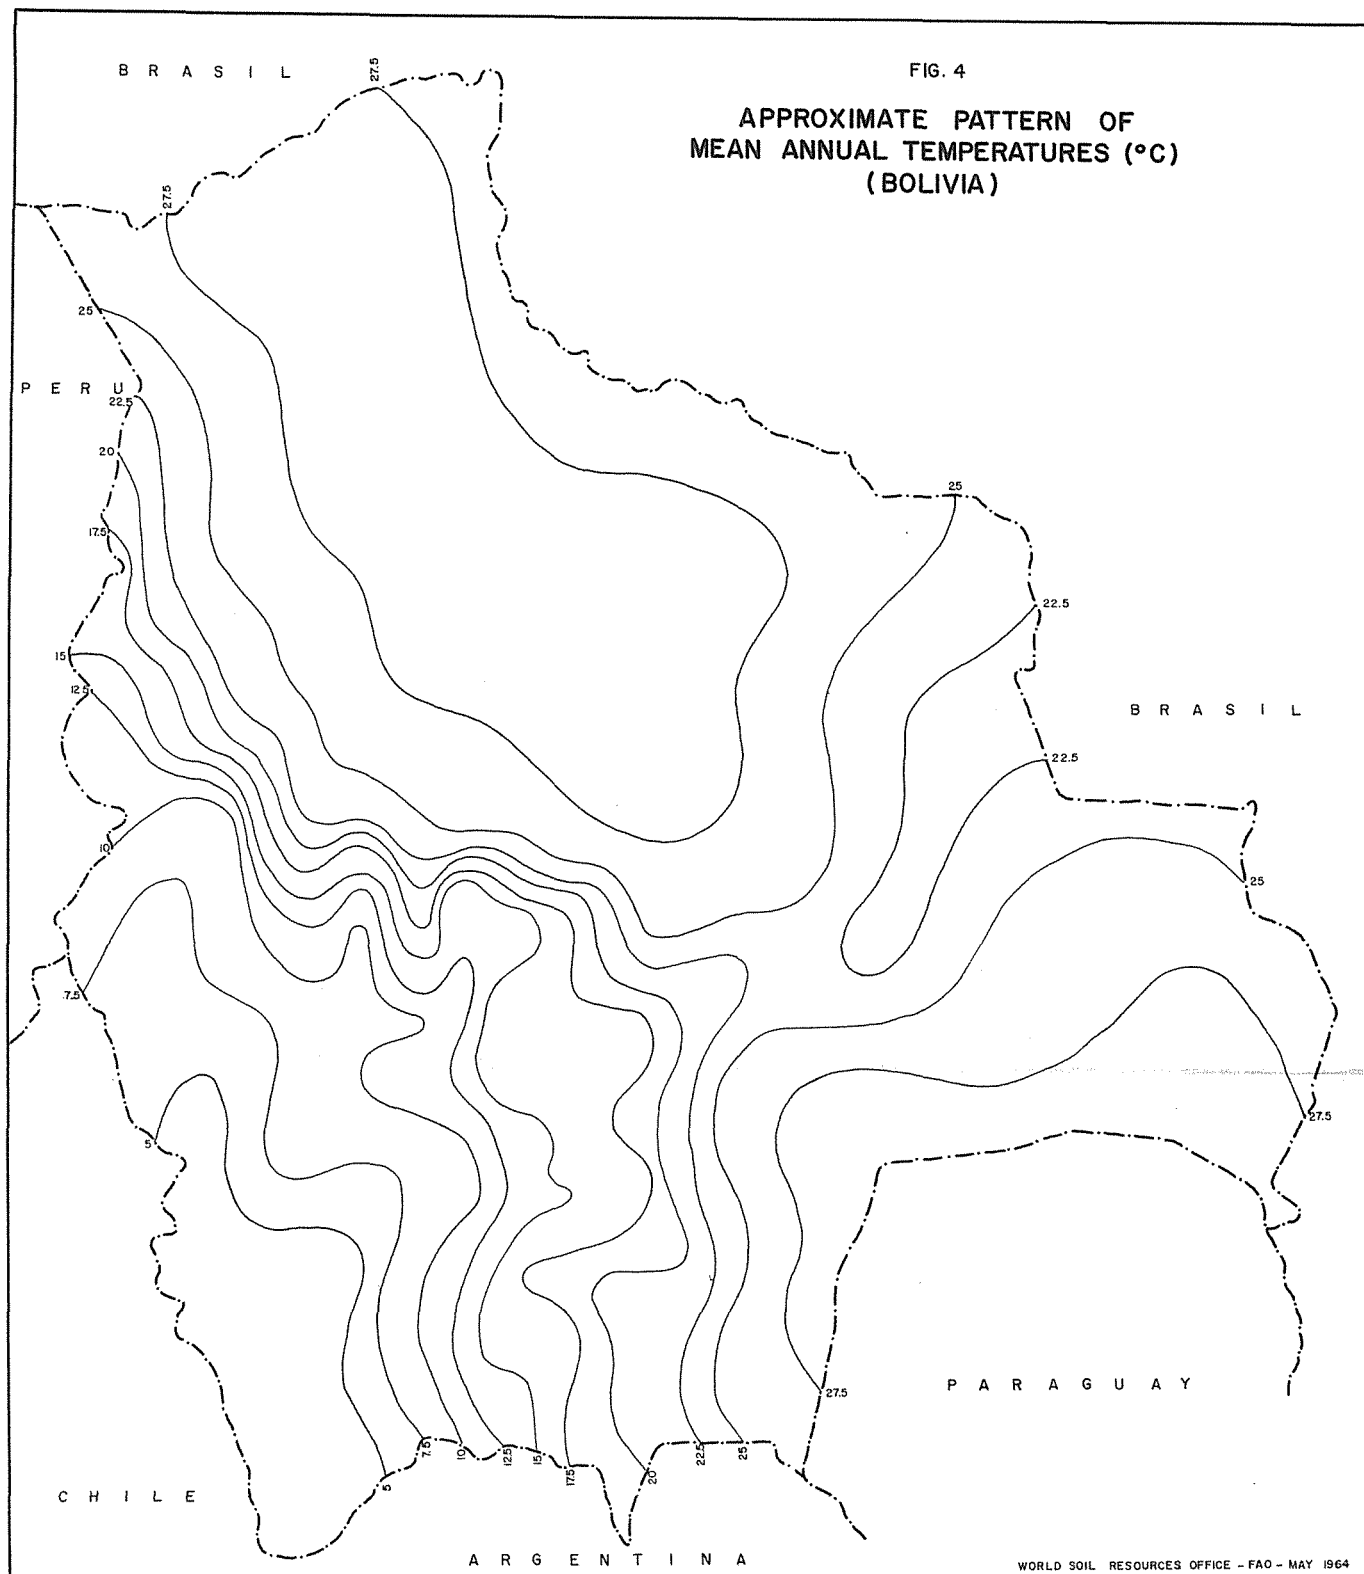 FIG. 4
APPROXIMATE PATTERN OF
MEAN ANNUAL TEMPERATURES (°C)
(BOLIVIA)
BRASIL
27.5
27.5
25
PERU
22.5
20
17.5
15
12.5
10
7.5
5
25
22.5
BRASIL
22.5
25
27.5
27.5
PARAGUAY
5
7.5
10
12.5
15
17.5
20
22.5
25
CHILE
ARGENTINA
WORLD SOIL RESOURCES OFFICE - FAO - MAY 1964